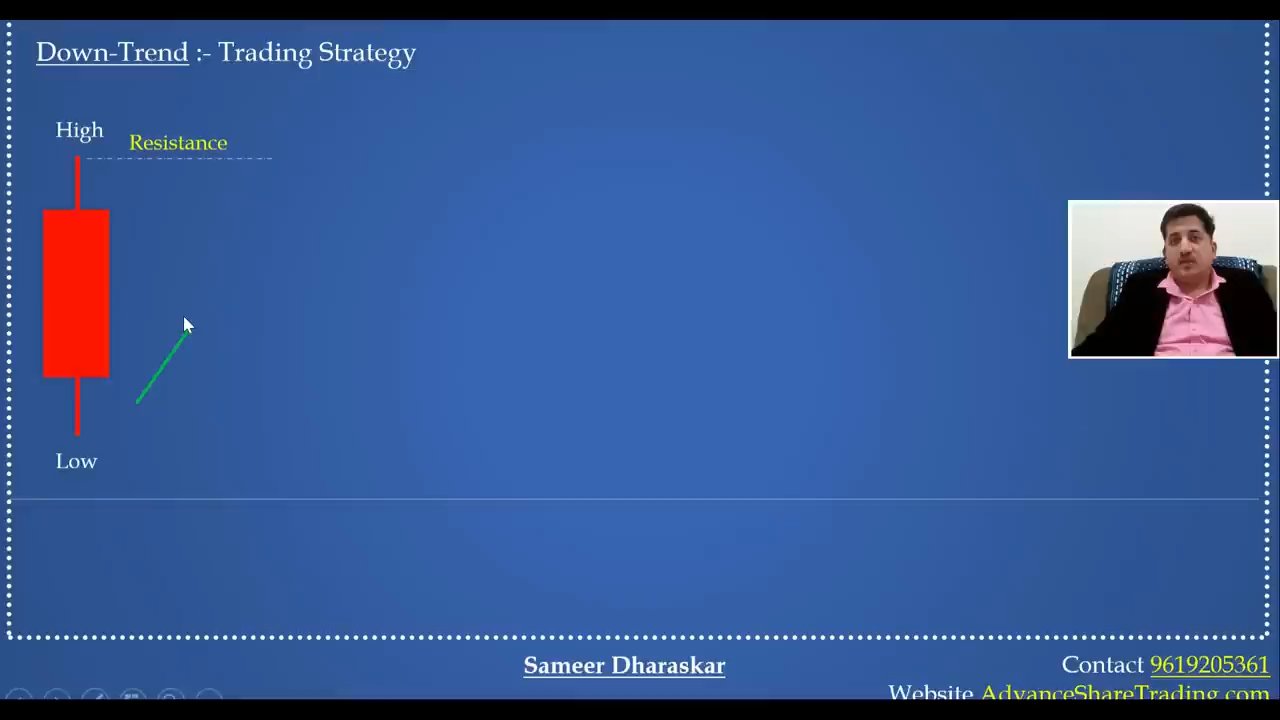 Down-Trend :- Trading Strategy
High
Resistance
Low
Sameer Dharaskar
Contact 9619205361
Website AdvanceShareTrading.com